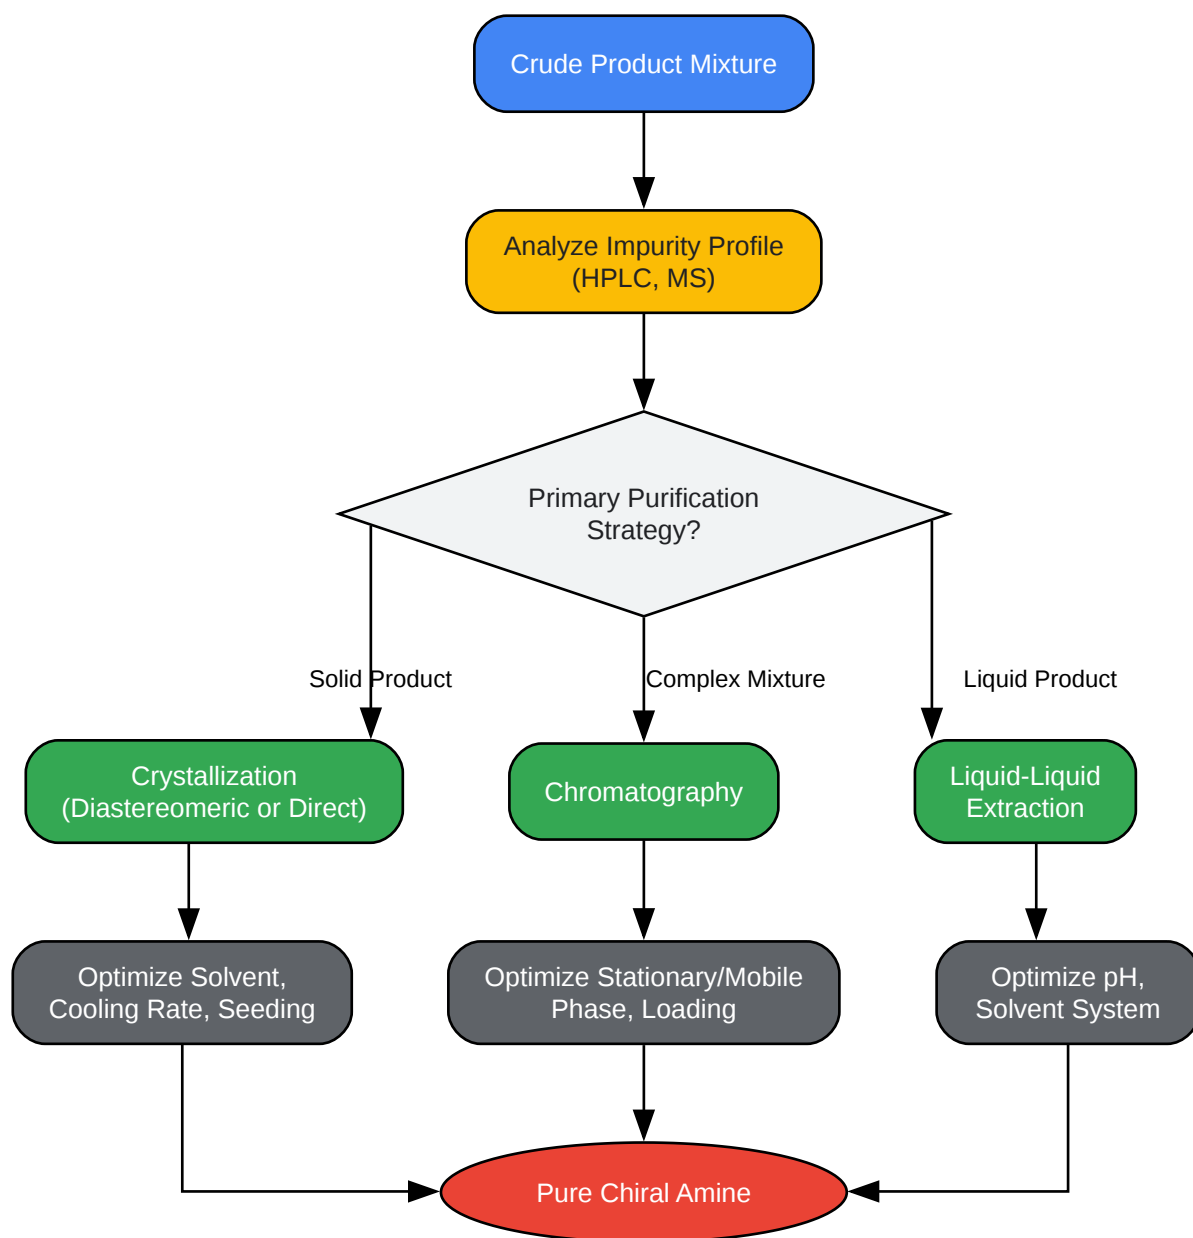 Crude Product Mixture
Analyze Impurity Profile
(HPLC, MS)
Primary Purification
Strategy?
Solid Product
Complex Mixture
Liquid Product
Crystallization
(Diastereomeric or Direct)
Chromatography
Liquid-Liquid
Extraction
Optimize Solvent,
Cooling Rate, Seeding
Optimize Stationary/Mobile
Phase, Loading
Optimize pH,
Solvent System
Pure Chiral Amine